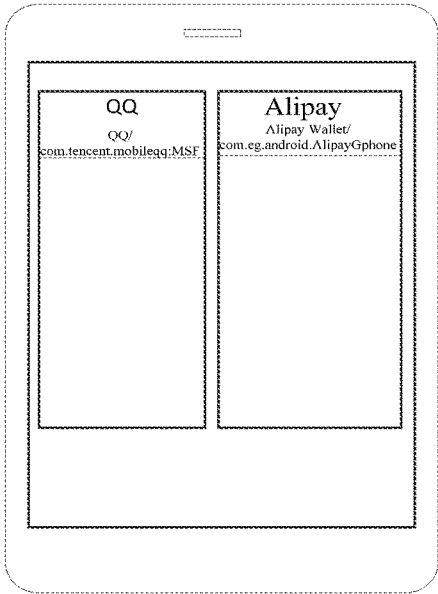 QQ
QQ/
com.tencent.mobileqq:MSF
Alipay
Alipay Wallet/
com.eg.android.AlipayGphone